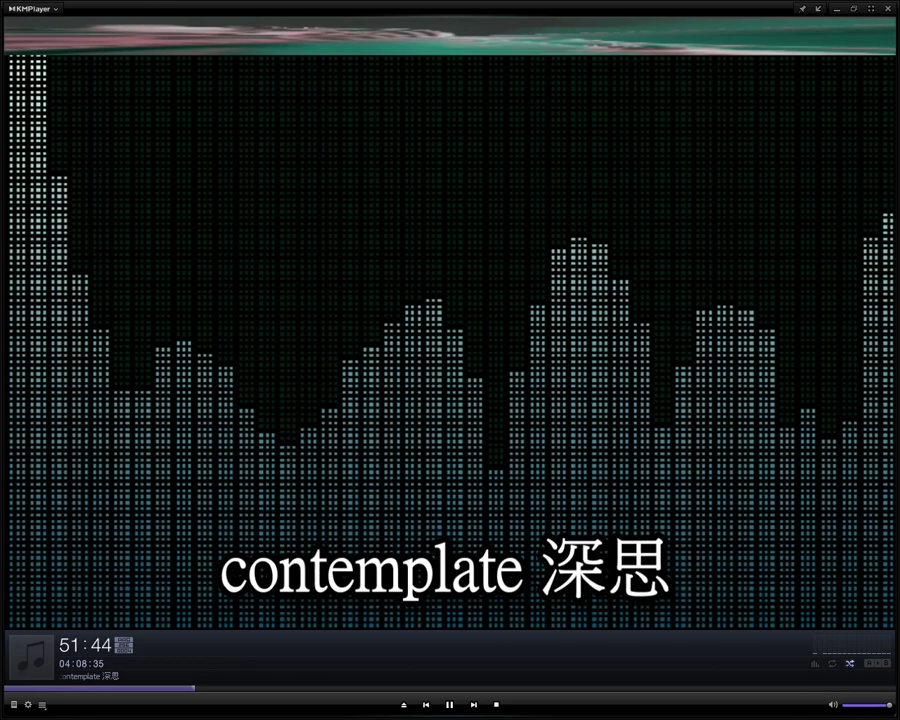 KMPlayer
contemplate 深思
51:44
04:08:35
contemplate 深思